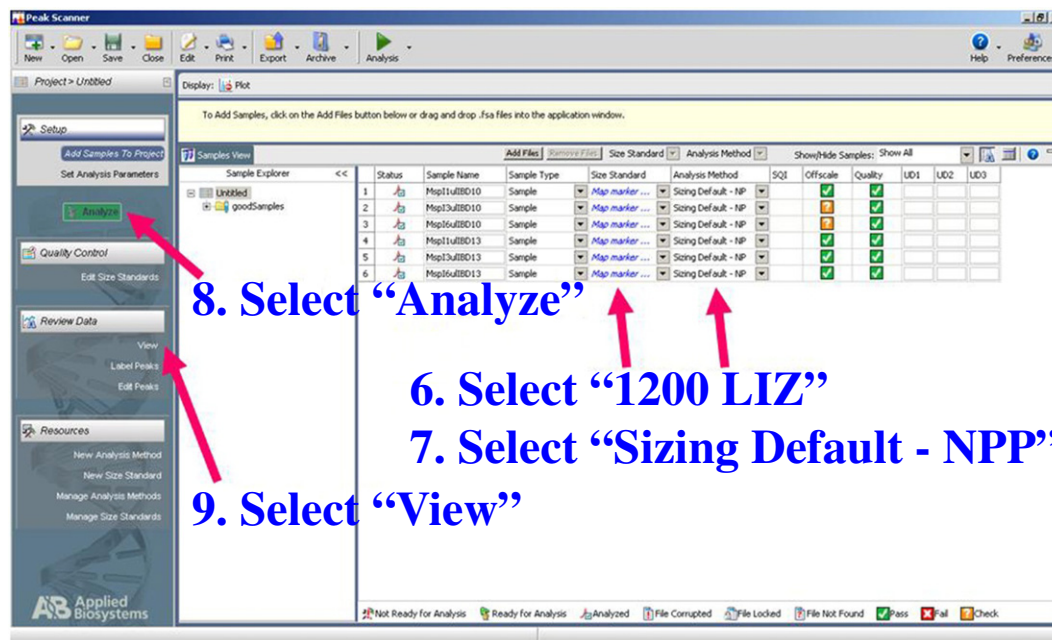 Peak Scanner
New Open Save Close Edit Print Export Archive Analysis Help Preference
Project > Untitled
Display: Plot
To Add Samples, click on the Add Files button below or drag and drop .fsa files into the application window.
Setup
Add Samples To Project
Set Analysis Parameters
Analyze
Quality Control
Edit Size Standards
Review Data
View
Label Peaks
Edit Peaks
Resources
New Analysis Method
New Size Standard
Manage Analysis Methods
Manage Size Standards
AB Applied Biosystems
Samples View Add Files Remove Files Size Standard Analysis Method Show/Hide Samples: Show All
Sample Explorer <<
Untitled
goodSamples
Status Sample Name Sample Type Size Standard Analysis Method SQI Offscale Quality UD1 UD2 UD3
1 MspI1ulIBD10 Sample Map marker ... Sizing Default - NP
2 MspI3ulIBD10 Sample Map marker ... Sizing Default - NP
3 MspI6ulIBD10 Sample Map marker ... Sizing Default - NP
4 MspI1ulIBD13 Sample Map marker ... Sizing Default - NP
5 MspI3ulIBD13 Sample Map marker ... Sizing Default - NP
6 MspI6ulIBD13 Sample Map marker ... Sizing Default - NP
8. Select “Analyze”
6. Select “1200 LIZ”
7. Select “Sizing Default - NPP”
9. Select “View”
Not Ready for Analysis Ready for Analysis Analyzed File Corrupted File Locked File Not Found Pass Fail Check